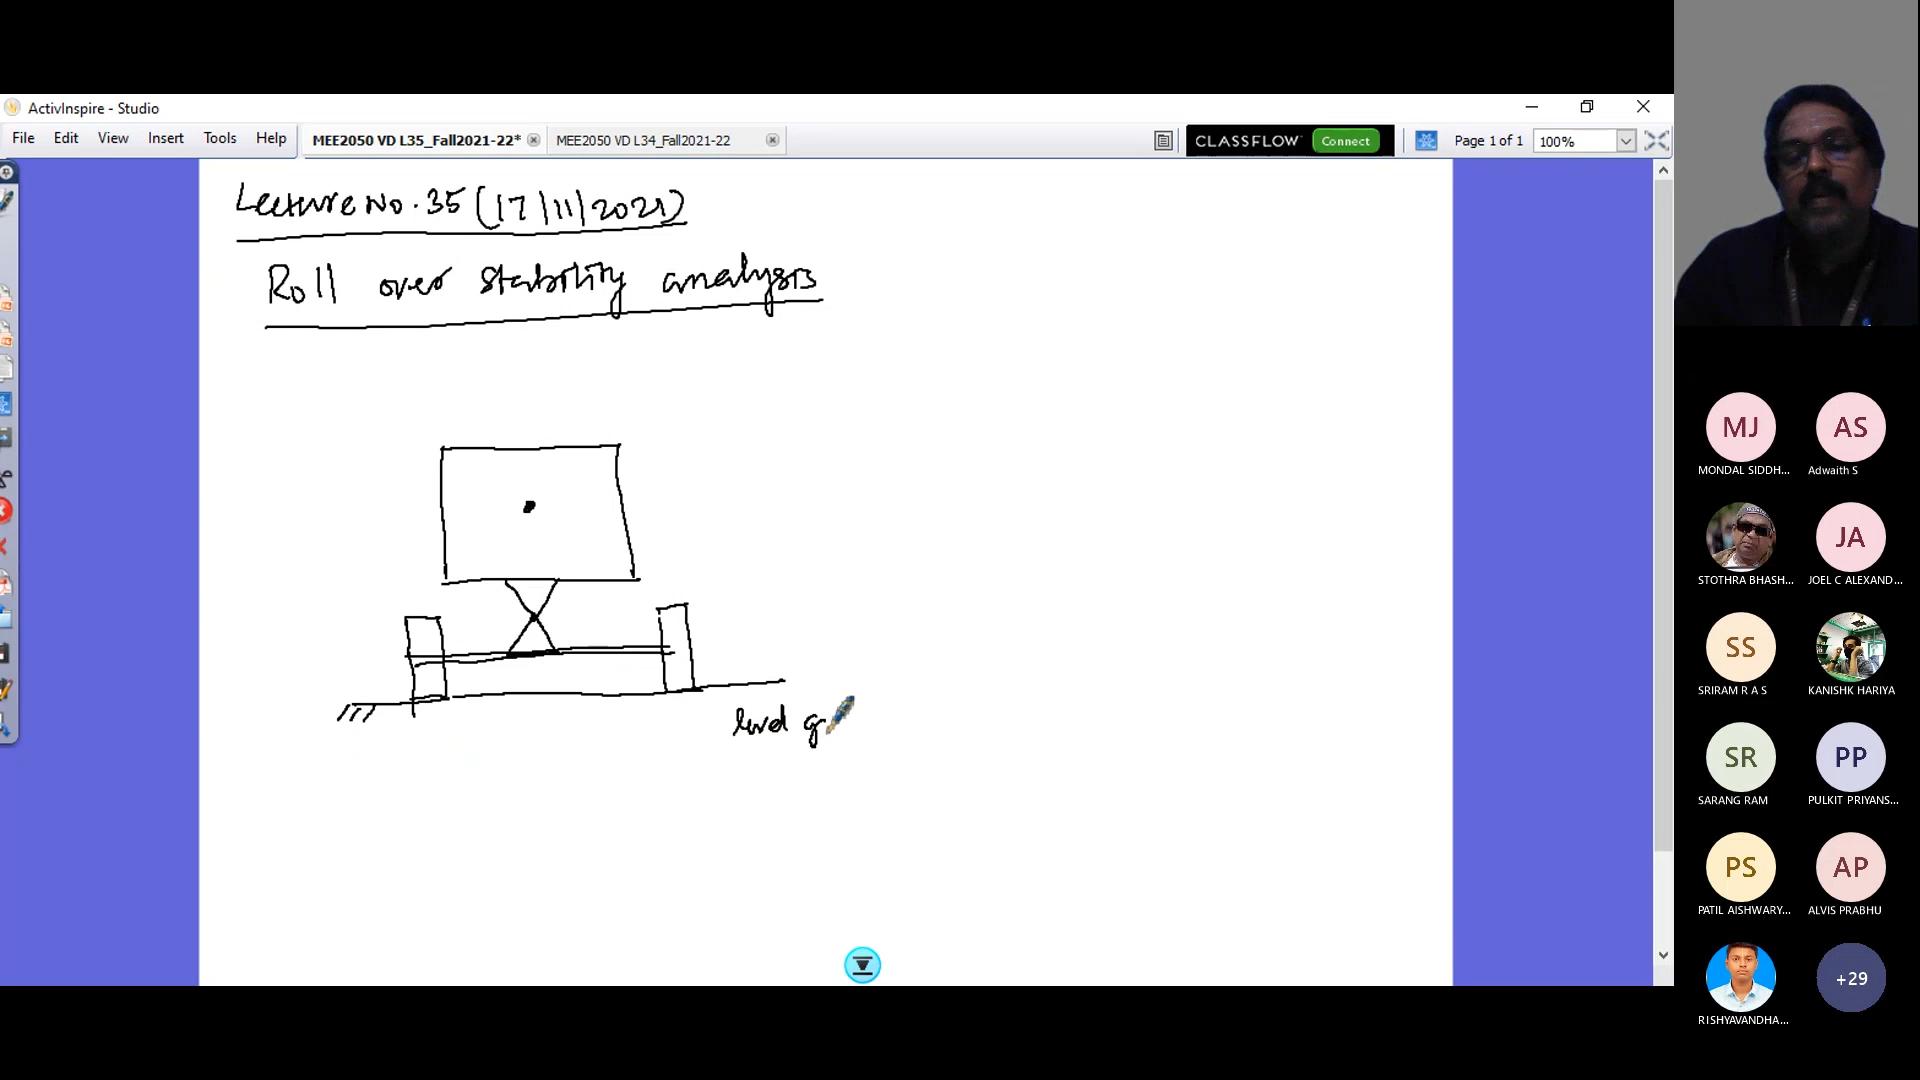 ActivInspire - Studio
File Edit View Insert Tools Help
MEE2050 VD L35_Fall2021-22*
MEE2050 VD L34_Fall2021-22
CLASSFLOW Connect
Page 1 of 1
100%
Lecture No. 35 (17/11/2021)
Roll over stability analysis
level g
MJ
MONDAL SIDDH...
AS
Adwaith S
STOTHRA BHASH...
JA
JOEL C ALEXAND...
SS
SRIRAM R A S
KANISHK HARIYA
SR
SARANG RAM
PP
PULKIT PRIYANS...
PS
PATIL AISHWARY...
AP
ALVIS PRABHU
RISHYAVANDHA...
+29